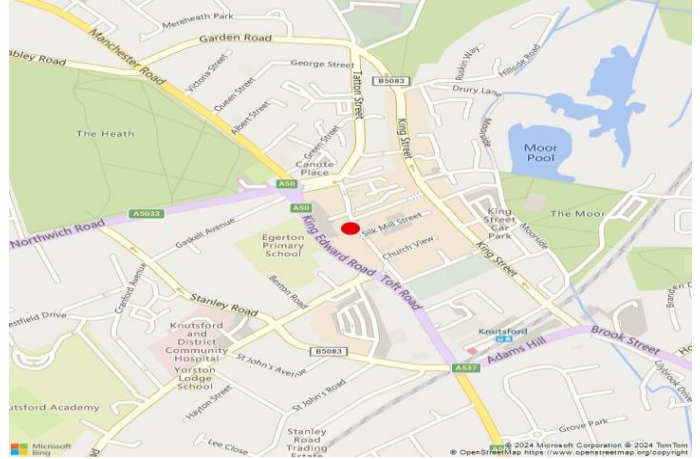 Mereheath Park
Garden Road
Manchester Road
George Street
Victoria Street
Queen Street
Albert Street
Tatton Street
B5083
Ruskin Way
Hillside Road
Drury Lane
The Heath
Green Street
King Street
Moorside
Moor
Pool
Canute
Place
A50
A5033
A50
Northwich Road
Gaskell Avenue
Egerton
Primary
School
King Edward Road
Silk Mill Street
Church View
King
Street
Car
Park
The Moor
Moorside
King Street
Toft Road
Bexton Road
Cranford Avenue
Stanley Road
Knutsford
and District
Community
Hospital
Yorston
Lodge
School
St John's Avenue
B5083
Knutsford
Adams Hill
Brook Street
A537
Hayton Street
St John's Road
Lilybrook Drive
Lee Close
Stanley
Road
Trading
Estate
Grove Park
Microsoft
Bing
© 2024 Microsoft Corporation © 2024 TomTom
© OpenStreetMap https://www.openstreetmap.org/copyright